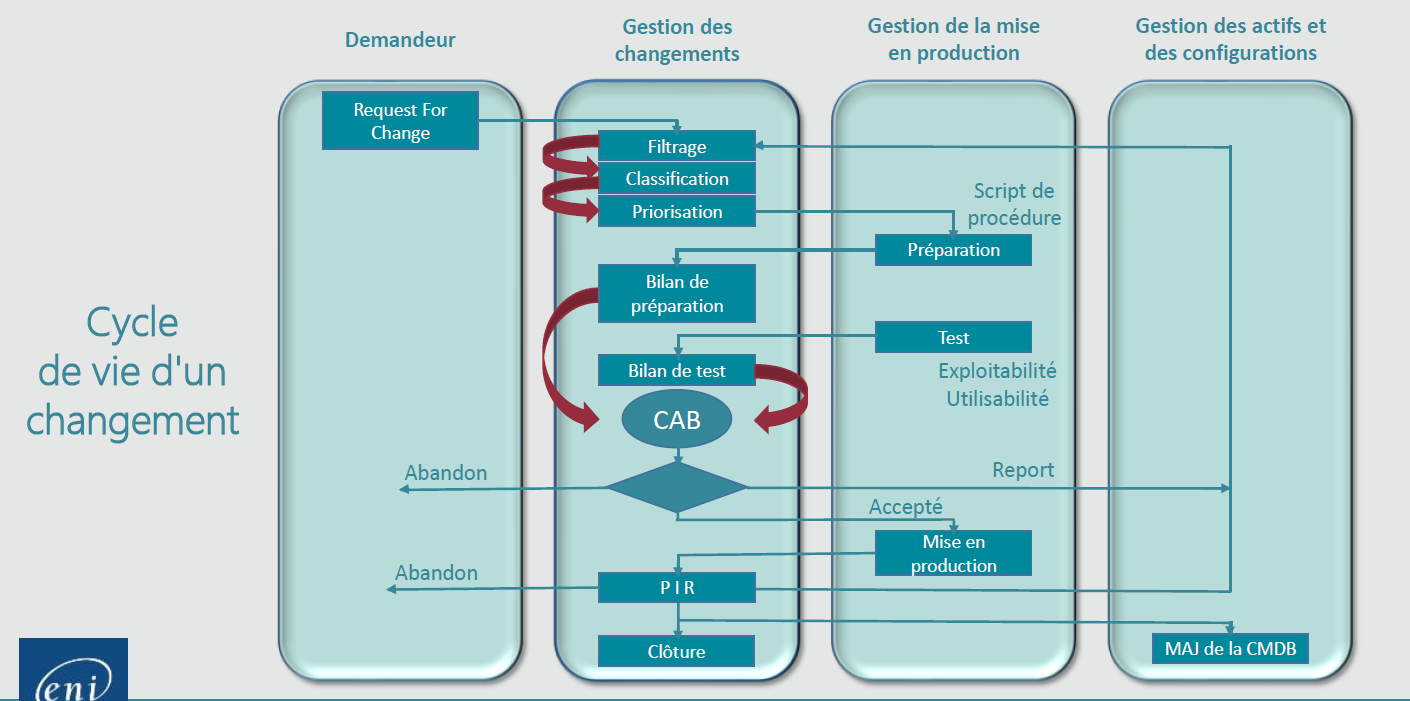 Demandeur
Gestion des
changements
Gestion de la mise
en production
Gestion des actifs et
des configurations
Request For
Change
Filtrage
Classification
Priorisation
Script de
procédure
Préparation
Bilan de
préparation
Test
Bilan de test
Exploitabilité
Utilisabilité
Cycle
de vie d'un
changement
CAB
Abandon
Report
Accepté
Mise en
production
Abandon
P I R
Clôture
MAJ de la CMDB
eni